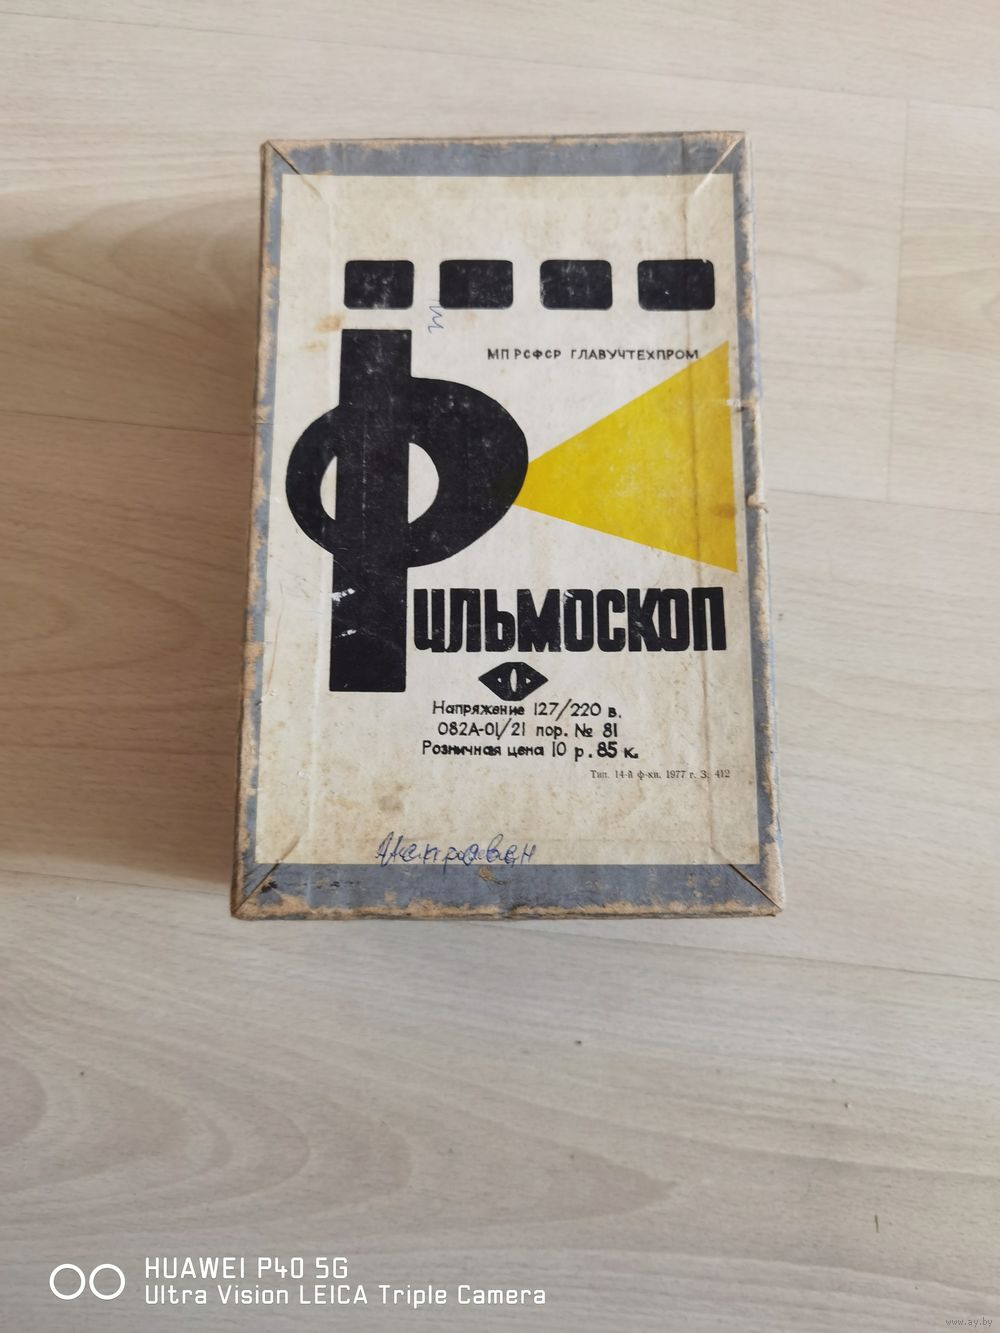 МП РСФСР ГЛАВУЧТЕХПРОМ
Фильмоскоп
Напряжение 127/220 в.
082А-01/21 пор. № 81
Розничная цена 10 р. 85 к.
Тип. 14-й ф-ки. 1977 г. З. 412
HUAWEI P40 5G
Ultra Vision LEICA Triple Camera
www.ay.by